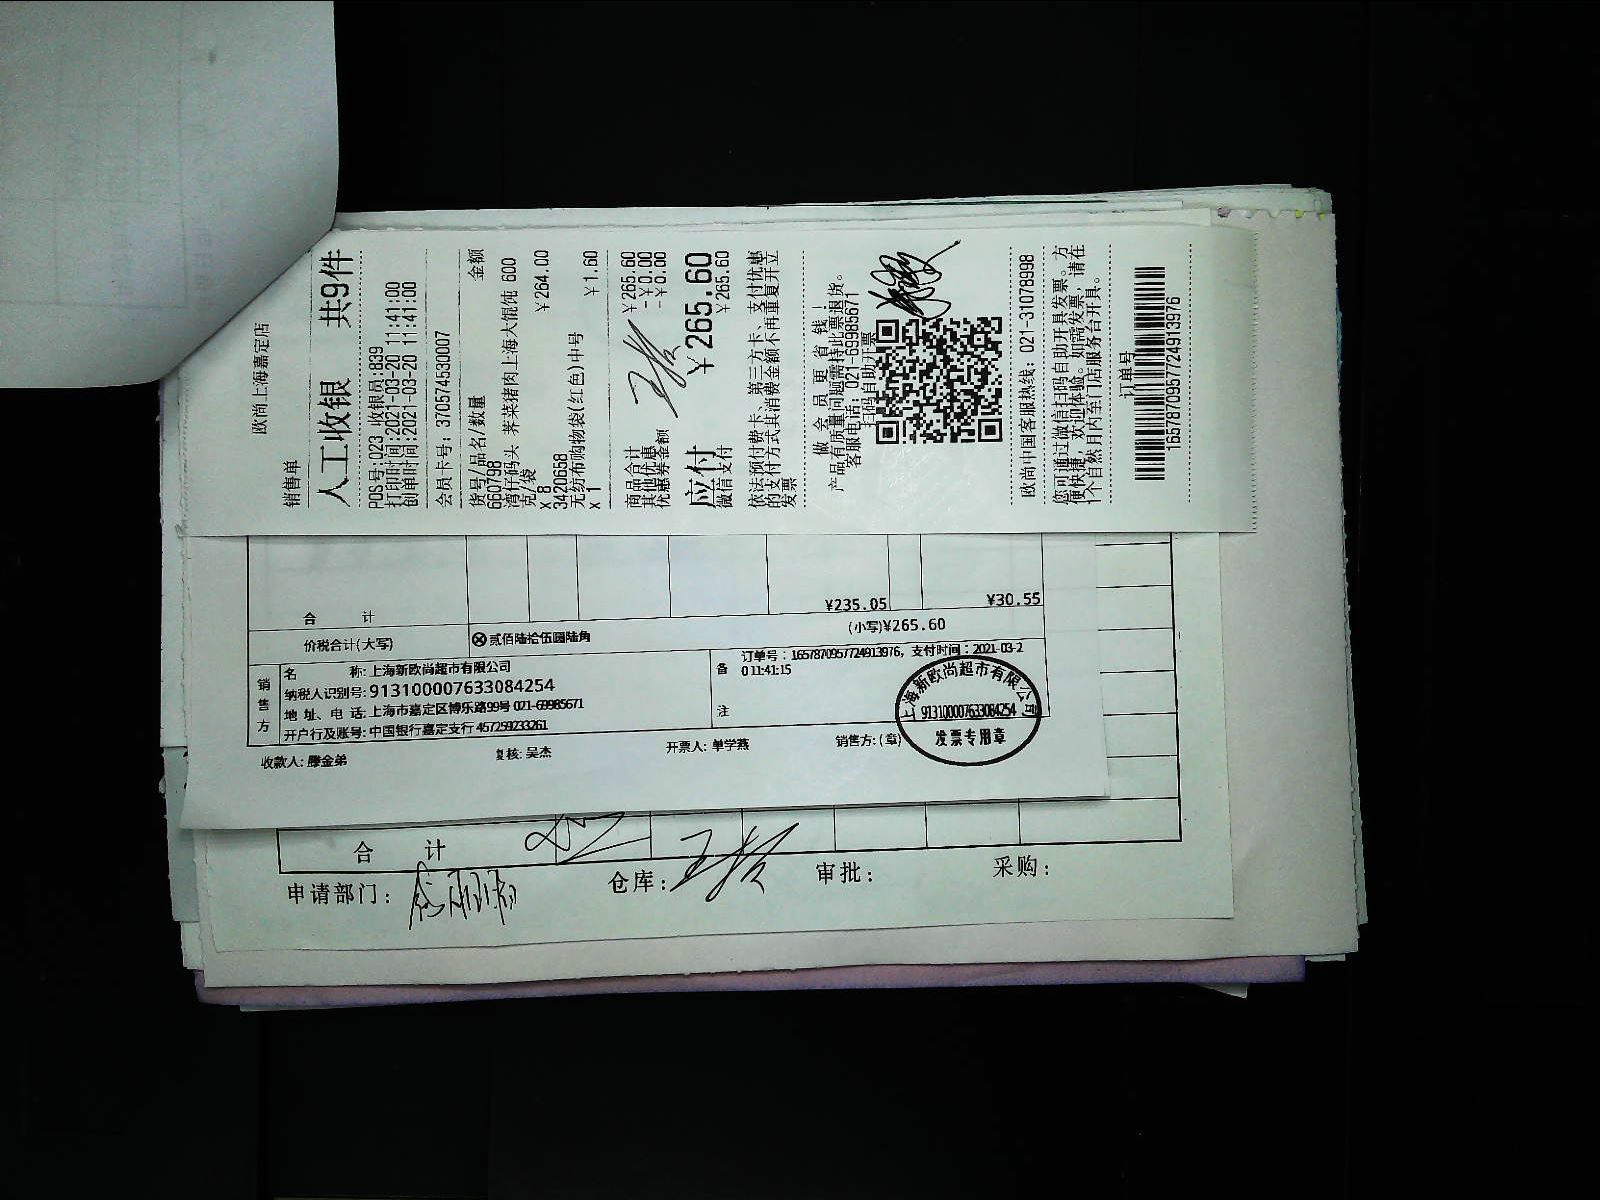 欧尚上海嘉定店
销售单
人工收银 共9件
POS号:023 收银员:839
打印时间:2021-03-20 11:41:00
创单时间:2021-03-20 11:41:00
会员卡号: 370574530007
货号/品名/数量 金额
660798
湾仔码头 荠菜猪肉上海大馄饨 600
克/袋
x 8 ￥264.00
3420658
无纺布购物袋(红色)中号
x 1 ￥1.60
商品合计 ￥265.60
其他优惠 -￥0.00
优惠券金额 -￥0.00
应付 ￥265.60
微信支付 ￥265.60
依法预付费卡、第三方卡、支付优惠
的支付方式其消费金额不再重复开立
发票
做会员更省钱!
产品有质量问题需持此票退货。
客服电话: 021-69985671
扫码自助开票
欧尚中国客服热线: 021-31078998
您可通过微信扫码自助开具发票。方
便快捷,欢迎体验。如需发票,请在
1个自然月内至门店服务台开具。
订单号
1657870957724913976
合 计 ¥235.05 ¥30.55
价税合计(大写) ⊗贰佰陆拾伍圆陆角 (小写)¥265.60
销售方
名 称: 上海新欧尚超市有限公司
纳税人识别号: 913100007633084254
地 址、电 话: 上海市嘉定区博乐路99号 021-69985671
开户行及账号: 中国银行嘉定支行 457259233261
备注
订单号: 1657870957724913976, 支付时间: 2021-03-2
0 11:41:15
收款人: 滕金弟 复核: 吴杰 开票人: 单学燕 销售方: (章)
上海新欧尚超市有限公司
913100007633084254
发票专用章
合 计
申请部门: 仓库: 审批: 采购: